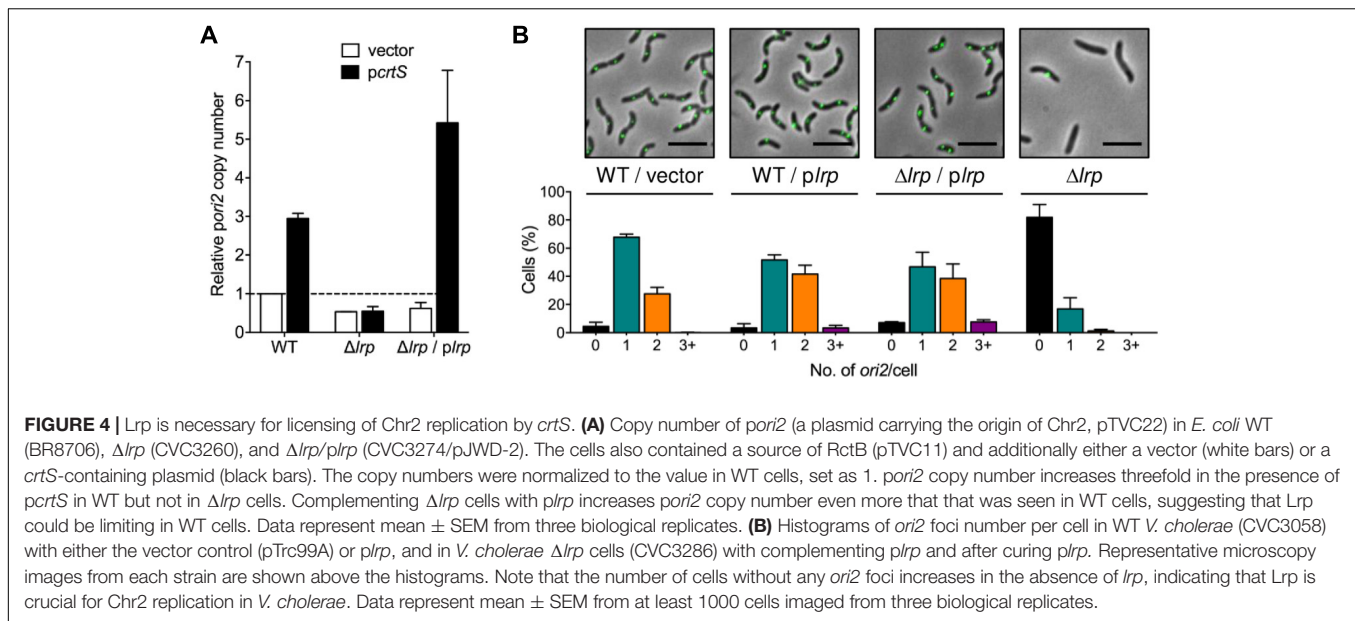 A
vector
pcrtS
Relative pori2 copy number
7
6
5
4
3
2
1
0
WT
Δlrp
Δlrp / plrp
B
WT / vector
WT / plrp
Δlrp / plrp
Δlrp
Cells (%)
100
80
60
40
20
0
0 1 2 3+ 0 1 2 3+ 0 1 2 3+ 0 1 2 3+
No. of ori2/cell
FIGURE 4 | Lrp is necessary for licensing of Chr2 replication by crtS. (A) Copy number of pori2 (a plasmid carrying the origin of Chr2, pTVC22) in E. coli WT
(BR8706), Δlrp (CVC3260), and Δlrp/plrp (CVC3274/pJWD-2). The cells also contained a source of RctB (pTVC11) and additionally either a vector (white bars) or a
crtS-containing plasmid (black bars). The copy numbers were normalized to the value in WT cells, set as 1. pori2 copy number increases threefold in the presence of
pcrtS in WT but not in Δlrp cells. Complementing Δlrp cells with plrp increases pori2 copy number even more that that was seen in WT cells, suggesting that Lrp
could be limiting in WT cells. Data represent mean ± SEM from three biological replicates. (B) Histograms of ori2 foci number per cell in WT V. cholerae (CVC3058)
with either the vector control (pTrc99A) or plrp, and in V. cholerae Δlrp cells (CVC3286) with complementing plrp and after curing plrp. Representative microscopy
images from each strain are shown above the histograms. Note that the number of cells without any ori2 foci increases in the absence of lrp, indicating that Lrp is
crucial for Chr2 replication in V. cholerae. Data represent mean ± SEM from at least 1000 cells imaged from three biological replicates.